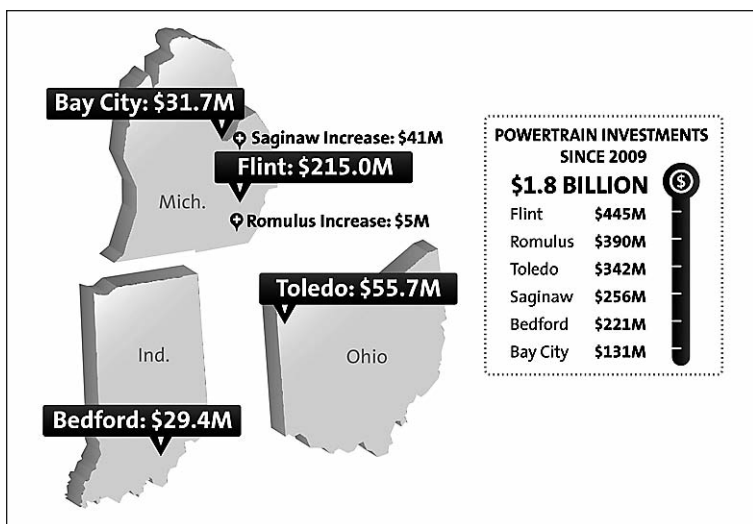 Bay City: $31.7M
Saginaw Increase: $41M
Flint: $215.0M
Mich.
Romulus Increase: $5M
Toledo: $55.7M
Ind.
Ohio
Bedford: $29.4M
POWERTRAIN INVESTMENTS
SINCE 2009
$1.8 BILLION
$
Flint $445M
Romulus $390M
Toledo $342M
Saginaw $256M
Bedford $221M
Bay City $131M